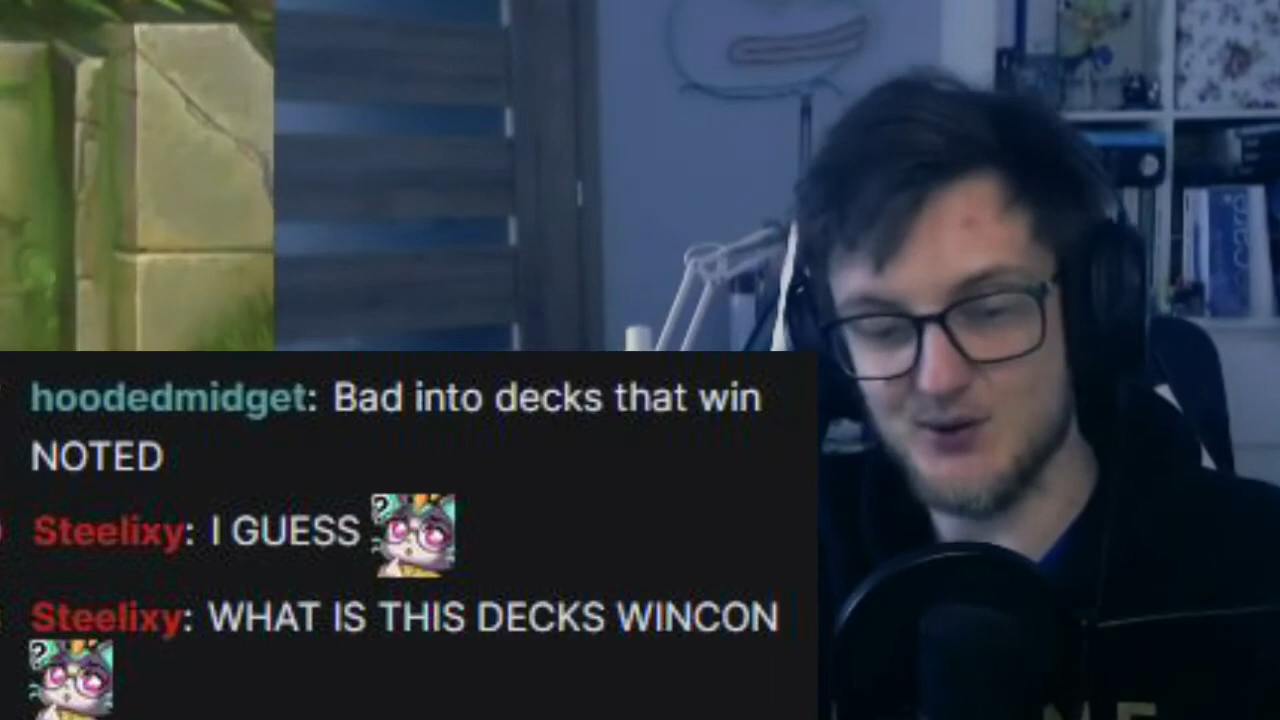 hoodedmidget: Bad into decks that win
NOTED
Steelixy: I GUESS
Steelixy: WHAT IS THIS DECKS WINCON